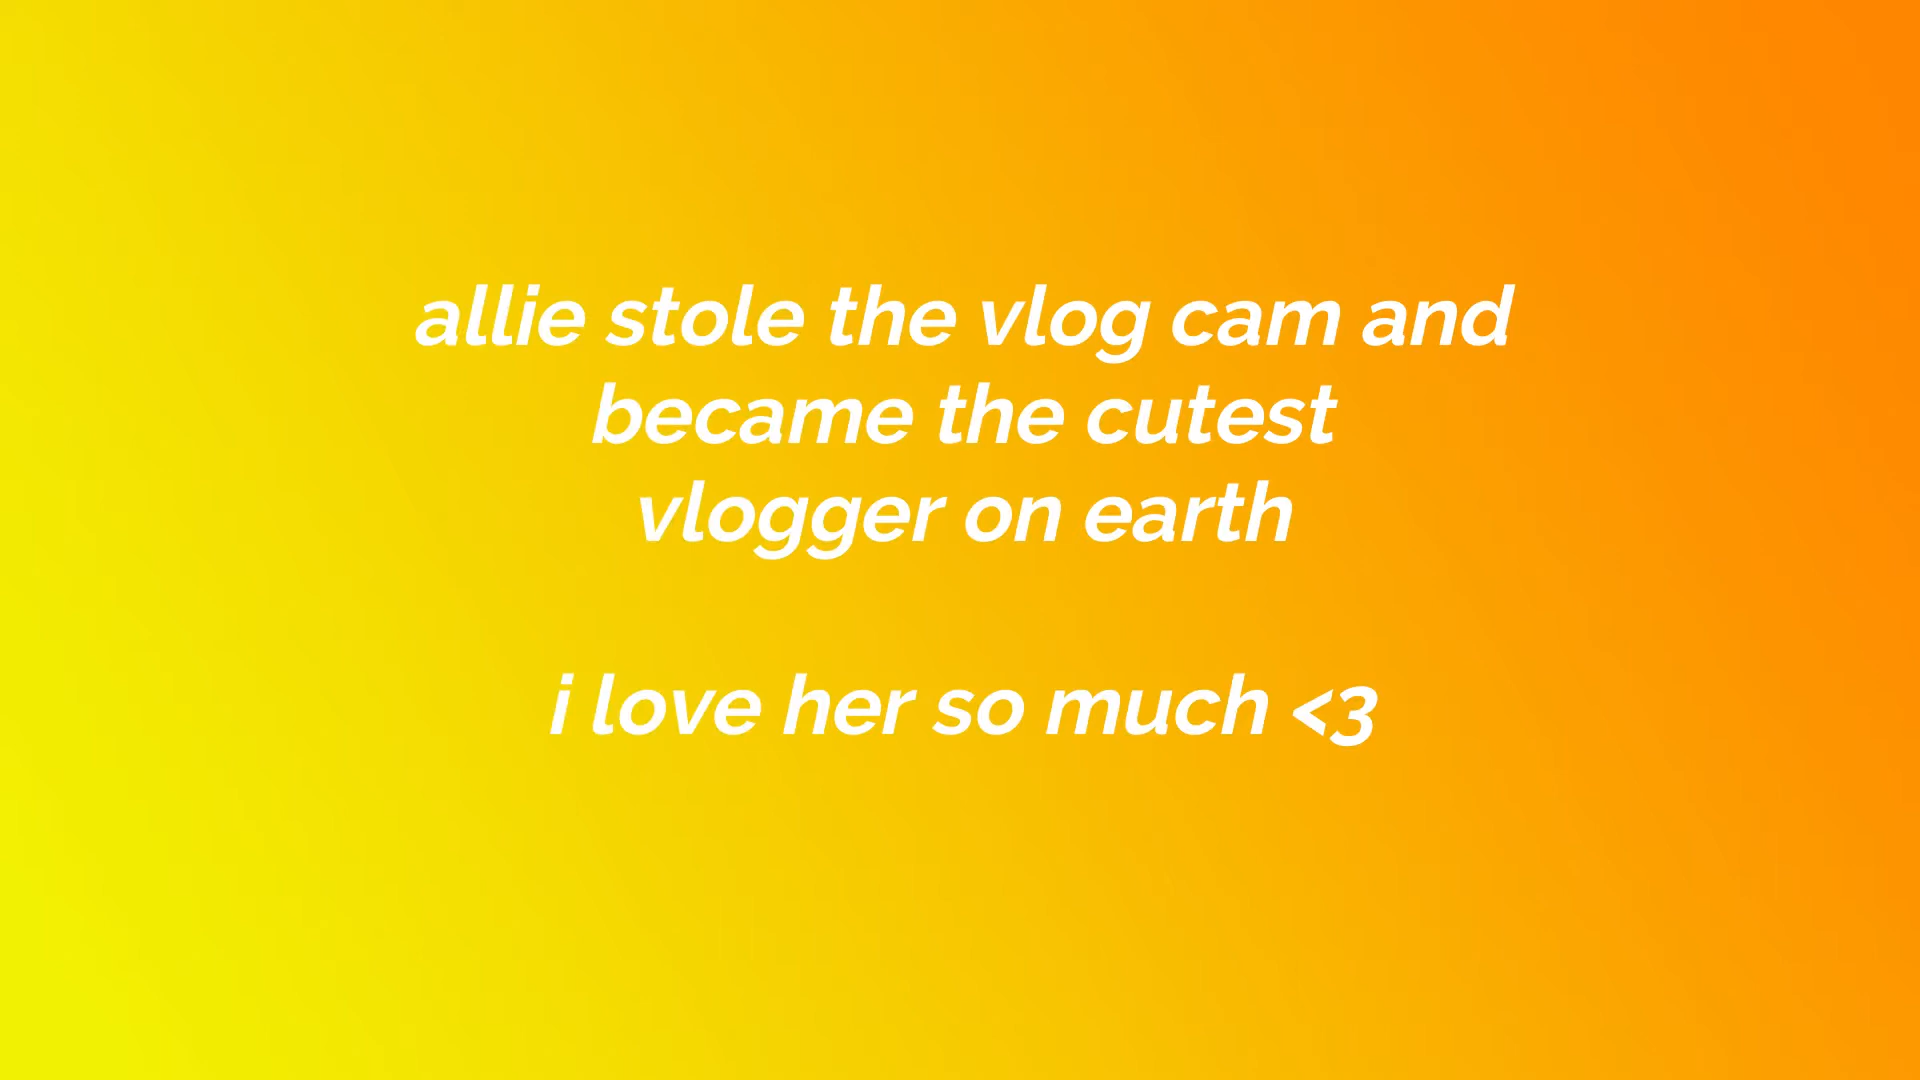 allie stole the vlog cam and
became the cutest
vlogger on earth
i love her so much <3